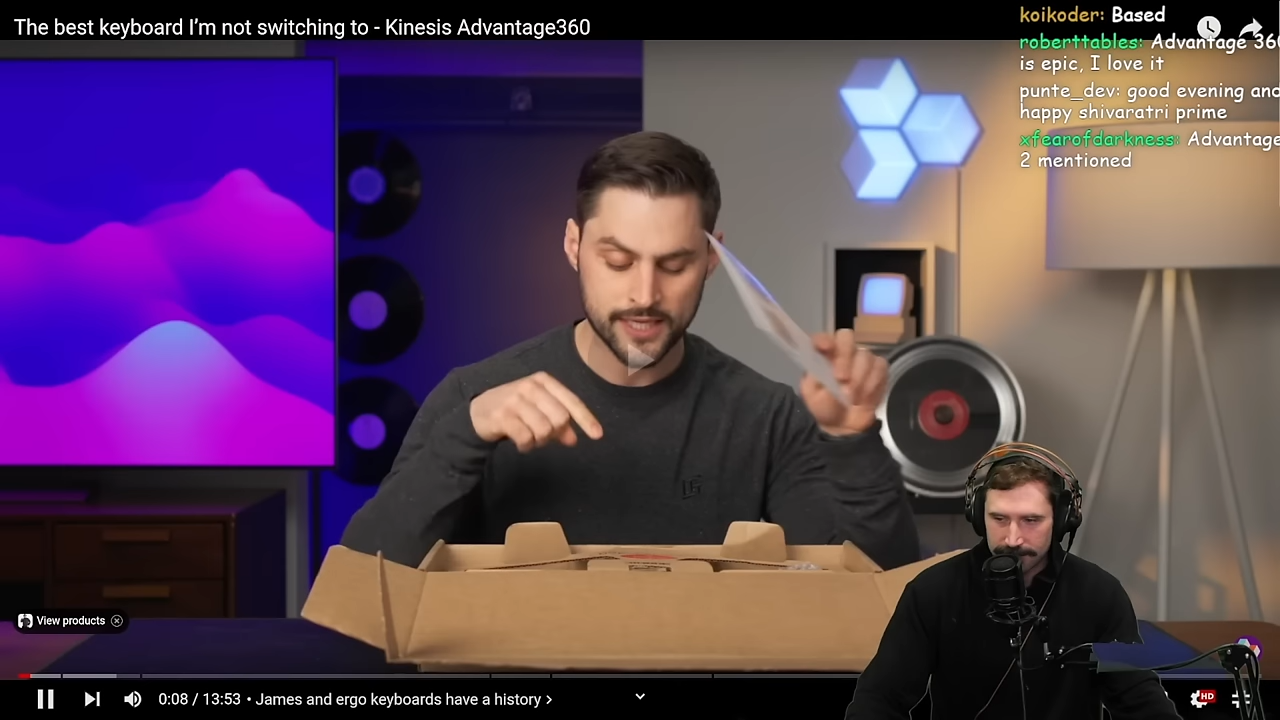 The best keyboard I’m not switching to - Kinesis Advantage360
koikoder: Based
roberttables: Advantage 360
is epic, I love it
punte_dev: good evening and
happy shivaratri prime
xfearofdarkness: Advantage
2 mentioned
View products
0:08 / 13:53 • James and ergo keyboards have a history >
HD